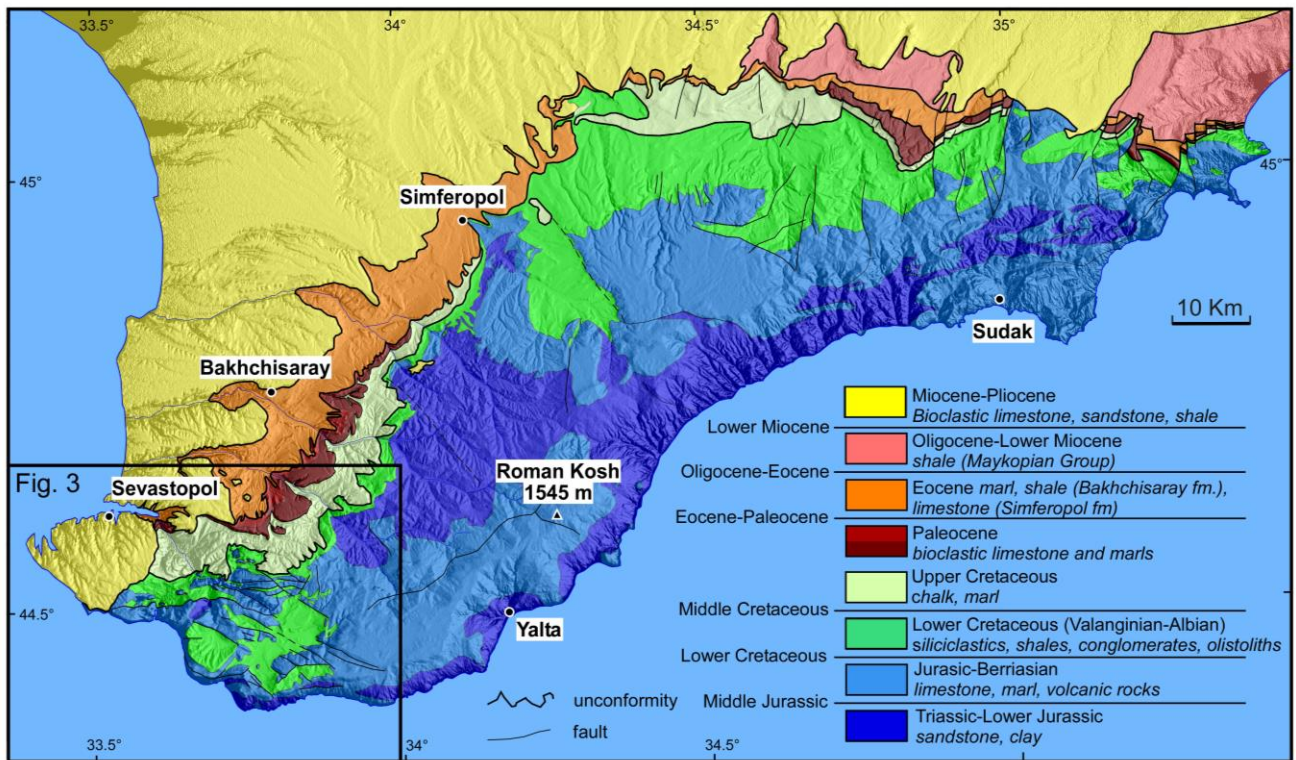 33.5°
34°
34.5°
35°
45°
45°
Simferopol
10 Km
Sudak
Bakhchisaray
Miocene-Pliocene
Bioclastic limestone, sandstone, shale
Lower Miocene
Oligocene-Lower Miocene
shale (Maykopian Group)
Roman Kosh
1545 m
Oligocene-Eocene
Fig. 3
Sevastopol
Eocene marl, shale (Bakhchisaray fm.),
limestone (Simferopol fm)
Eocene-Paleocene
Paleocene
bioclastic limestone and marls
Upper Cretaceous
chalk, marl
44.5°
Yalta
Middle Cretaceous
Lower Cretaceous (Valanginian-Albian)
siliciclastics, shales, conglomerates, olistoliths
Lower Cretaceous
Jurasic-Berriasian
limestone, marl, volcanic rocks
unconformity
Middle Jurassic
fault
Triassic-Lower Jurassic
sandstone, clay
33.5°
34°
34.5°